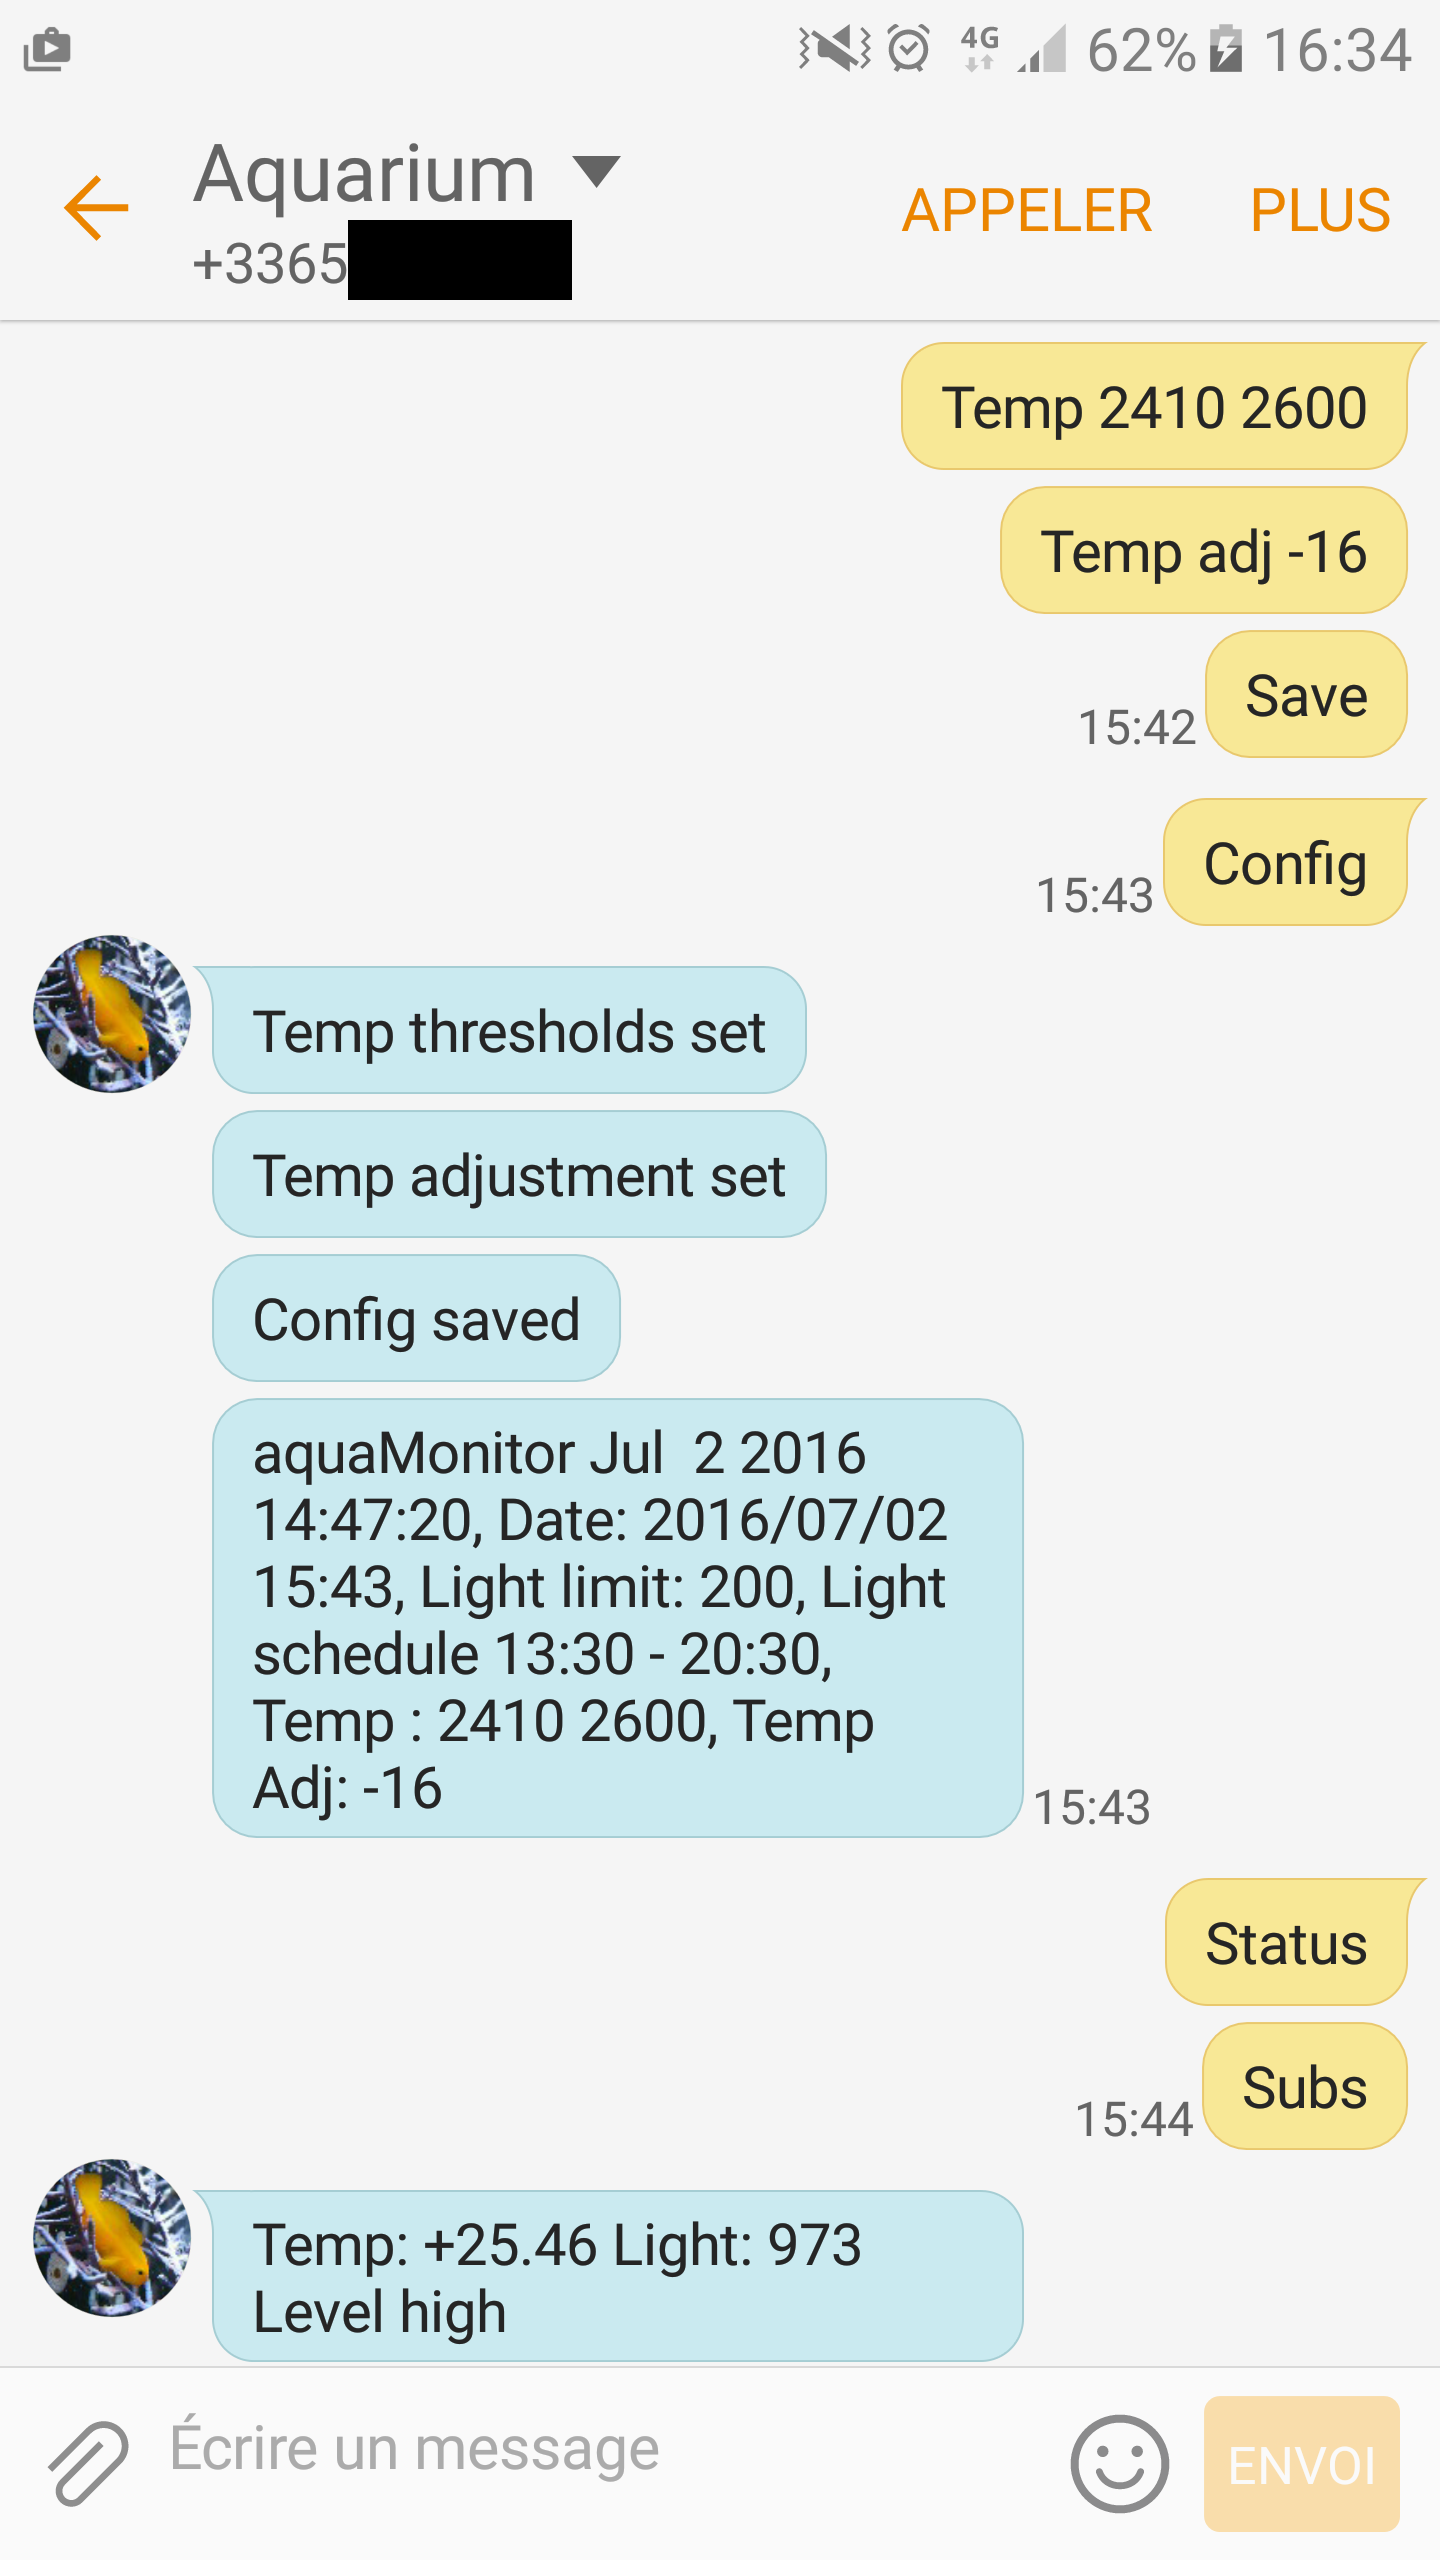 4G 62% 16:34
Aquarium
+3365
APPELER PLUS
Temp 2410 2600
Temp adj -16
Save
15:42
Config
15:43
Temp thresholds set
Temp adjustment set
Config saved
aquaMonitor Jul  2 2016
14:47:20, Date: 2016/07/02
15:43, Light limit: 200, Light
schedule 13:30 - 20:30,
Temp : 2410 2600, Temp
Adj: -16
15:43
Status
Subs
15:44
Temp: +25.46 Light: 973
Level high
Écrire un message
ENVOI